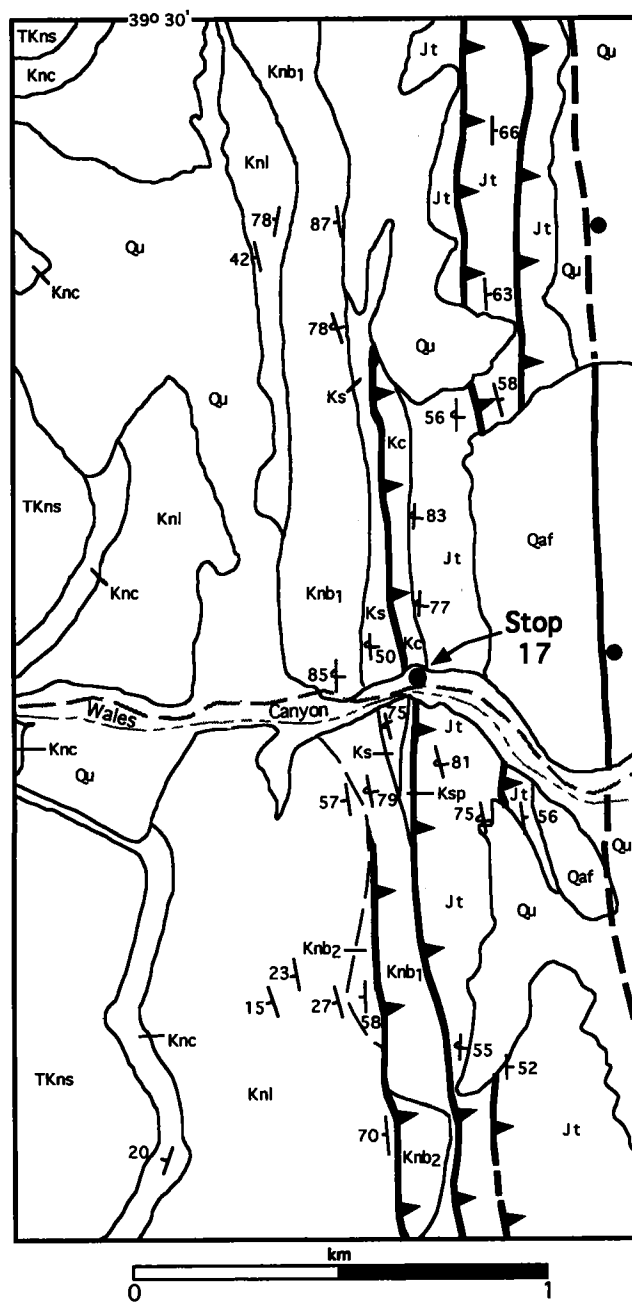 39° 30'
TKns
Knc
Knb1
Jt
Qu
Knl
66
Jt
Jt
78
87
Jt
Qu
42
Qu
Knc
63
78
Qu
Ks
58
56
Qu
Kc
TKns
Knl
83
Qaf
Jt
Knc
Knb1
Ks
77
Stop
17
Kc
50
85
Wales Canyon
75
Jt
Knc
Ks
81
Qu
79
Ksp
Jt
57
75
56
Qu
Qaf
Jt
Qu
Knb2
Knb1
23
15
27
58
Knc
55
52
TKns
Knl
Jt
20
70
Knb2
km
0
1